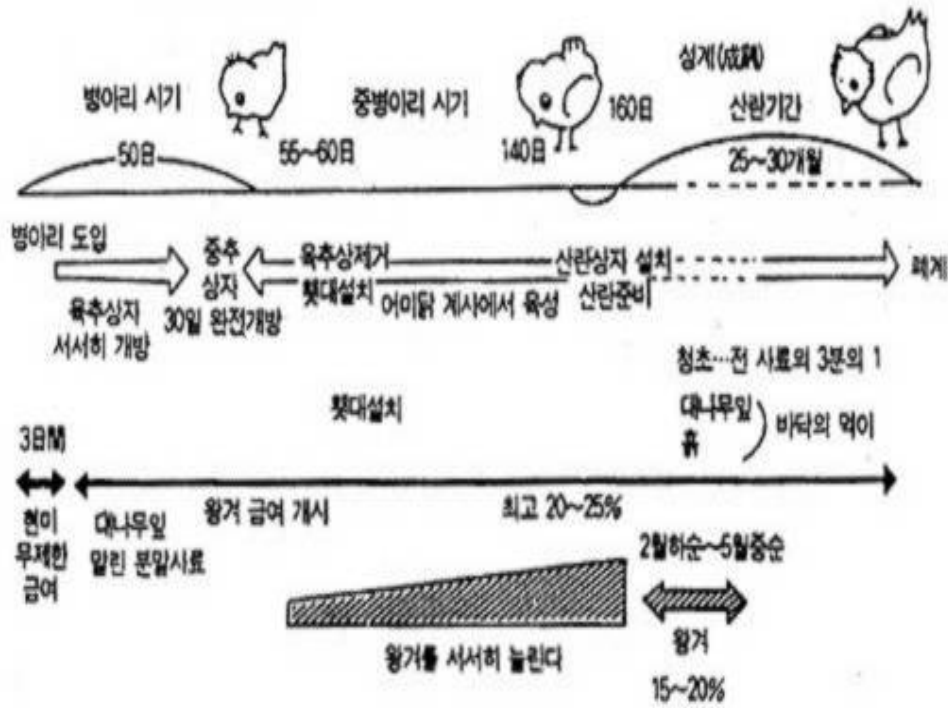 성계(成鷄)
병아리 시기
중병아리 시기
160日
산란기간
50日
55~60日
140日
25~30개월
병아리 도입
중추
상자
30일 완전개방
육추상제거
횃대설치
어미닭 계사에서 육성
산란상자 설치
산란준비
폐계
육추상자
서서히 개방
청초…전 사료의 3분의 1
횃대설치
대나무잎
흙
바닥의 먹이
3日間
현미
무제한
급여
대나무잎
말린 분말사료
왕겨 급여 개시
최고 20~25%
2월하순~5월중순
왕겨를 서서히 늘린다
왕겨
15~20%